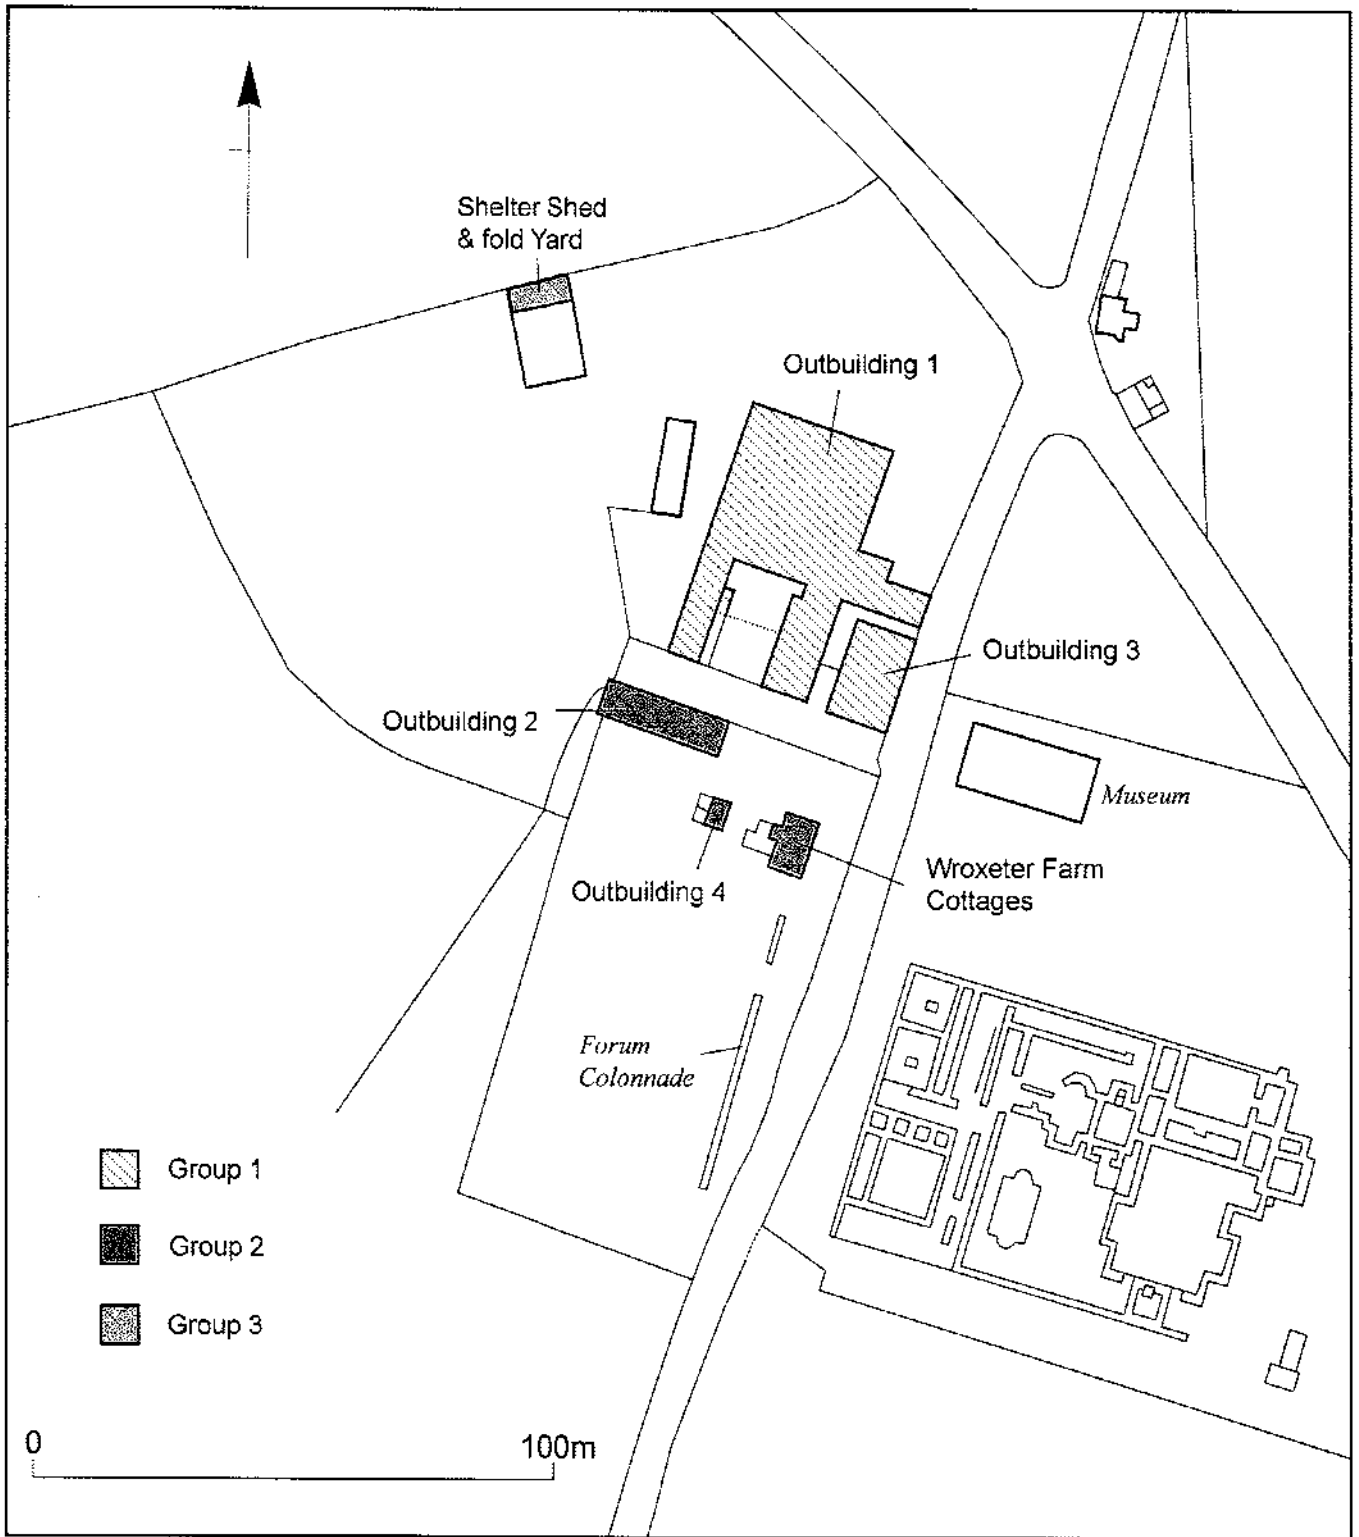 Shelter Shed
& fold Yard
Outbuilding 1
Outbuilding 3
Outbuilding 2
Museum
Wroxeter Farm
Cottages
Outbuilding 4
Forum
Colonnade
Group 1
Group 2
Group 3
0
100m